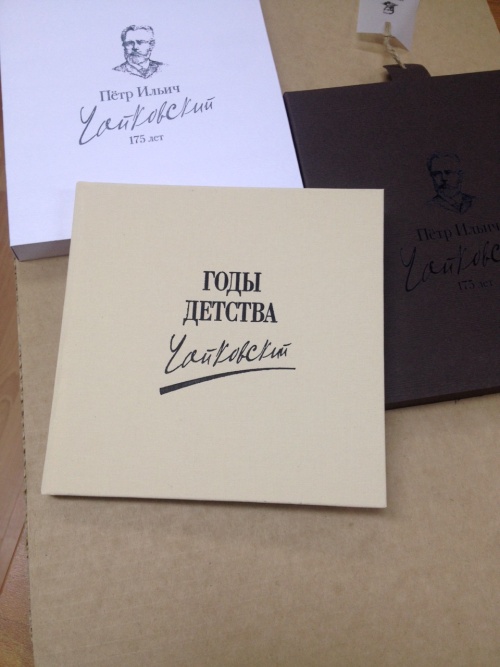 Пётр Ильич
Чайковский
175 лет
Пётр Ильич
Чайковский
175 лет
ГОДЫ
ДЕТСТВА
Чайковский